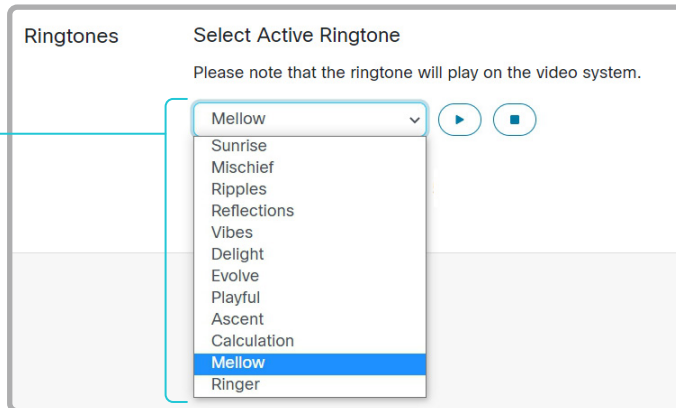 Ringtones
Select Active Ringtone
Please note that the ringtone will play on the video system.
Mellow
Sunrise
Mischief
Ripples
Reflections
Vibes
Delight
Evolve
Playful
Ascent
Calculation
Mellow
Ringer